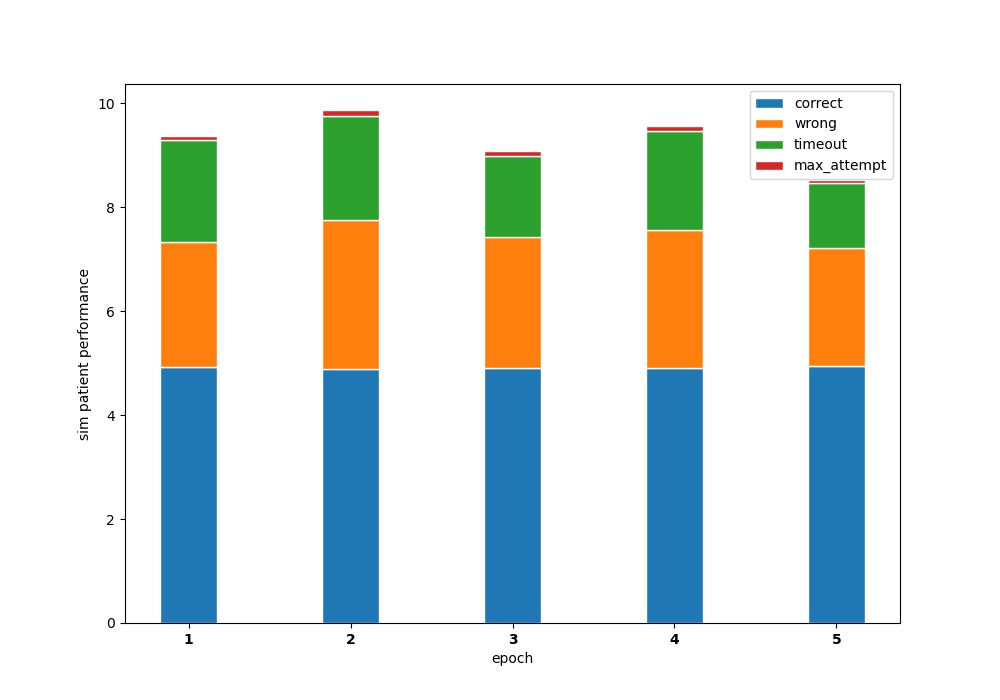 correct
wrong
timeout
max_attempt
10
8
6
4
2
0
sim patient performance
1 2 3 4 5
epoch